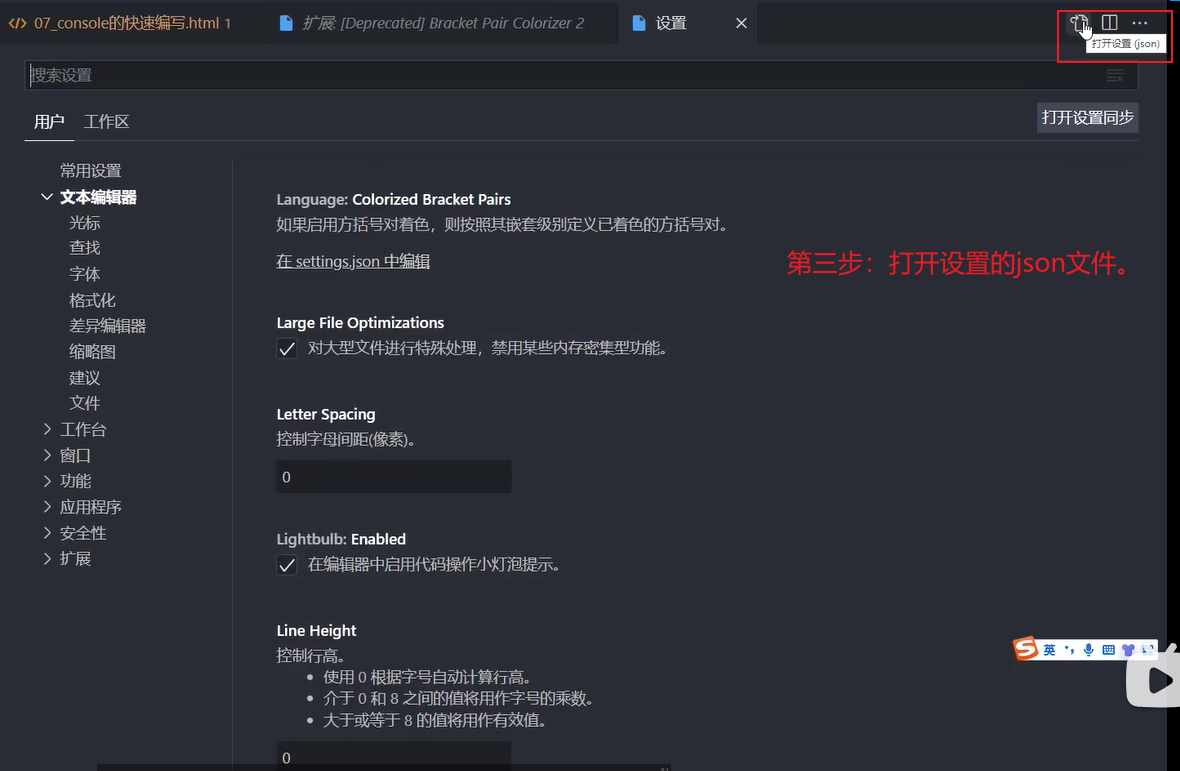 07_console的快速编写.html 1
扩展: [Deprecated] Bracket Pair Colorizer 2
设置
打开设置 (json)
搜索设置
用户 工作区
打开设置同步
常用设置
文本编辑器
光标
查找
字体
格式化
差异编辑器
缩略图
建议
文件
工作台
窗口
功能
应用程序
安全性
扩展
Language: Colorized Bracket Pairs
如果启用方括号对着色，则按照其嵌套级别定义已着色的方括号对。
在 settings.json 中编辑
第三步：打开设置的json文件。
Large File Optimizations
对大型文件进行特殊处理，禁用某些内存密集型功能。
Letter Spacing
控制字母间距(像素)。
0
Lightbulb: Enabled
在编辑器中启用代码操作小灯泡提示。
Line Height
控制行高。
使用 0 根据字号自动计算行高。
介于 0 和 8 之间的值将用作字号的乘数。
大于或等于 8 的值将用作有效值。
0
英